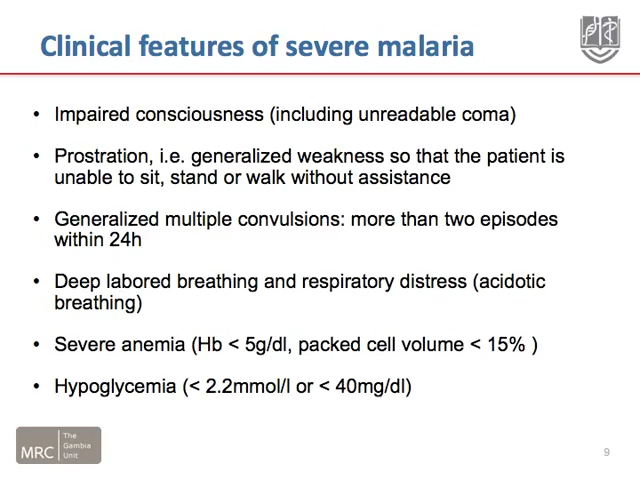 Clinical features of severe malaria
• Impaired consciousness (including unreadable coma)
• Prostration, i.e. generalized weakness so that the patient is
unable to sit, stand or walk without assistance
• Generalized multiple convulsions: more than two episodes
within 24h
• Deep labored breathing and respiratory distress (acidotic
breathing)
• Severe anemia (Hb < 5g/dl, packed cell volume < 15% )
• Hypoglycemia (< 2.2mmol/l or < 40mg/dl)
MRC
The
Gambia
Unit
9